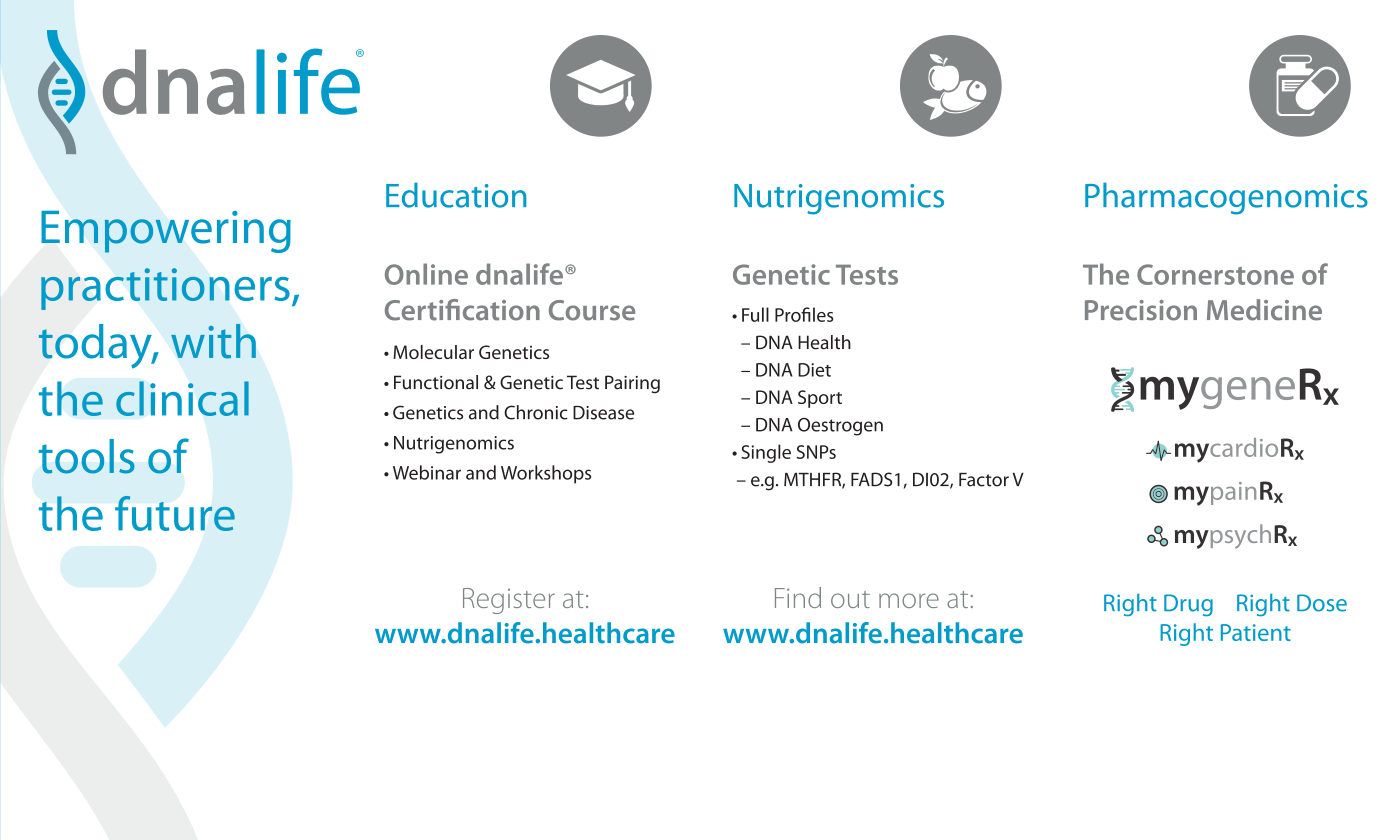 dnalife®
Empowering
practitioners,
today, with
the clinical
tools of
the future
Education
Online dnalife®
Certification Course
• Molecular Genetics
• Functional & Genetic Test Pairing
• Genetics and Chronic Disease
• Nutrigenomics
• Webinar and Workshops
Register at:
www.dnalife.healthcare
Nutrigenomics
Genetic Tests
• Full Profiles
– DNA Health
– DNA Diet
– DNA Sport
– DNA Oestrogen
• Single SNPs
– e.g. MTHFR, FADS1, DI02, Factor V
Find out more at:
www.dnalife.healthcare
Pharmacogenomics
The Cornerstone of
Precision Medicine
mygeneRx
mycardioRx
mypainRx
mypsychRx
Right Drug Right Dose
Right Patient